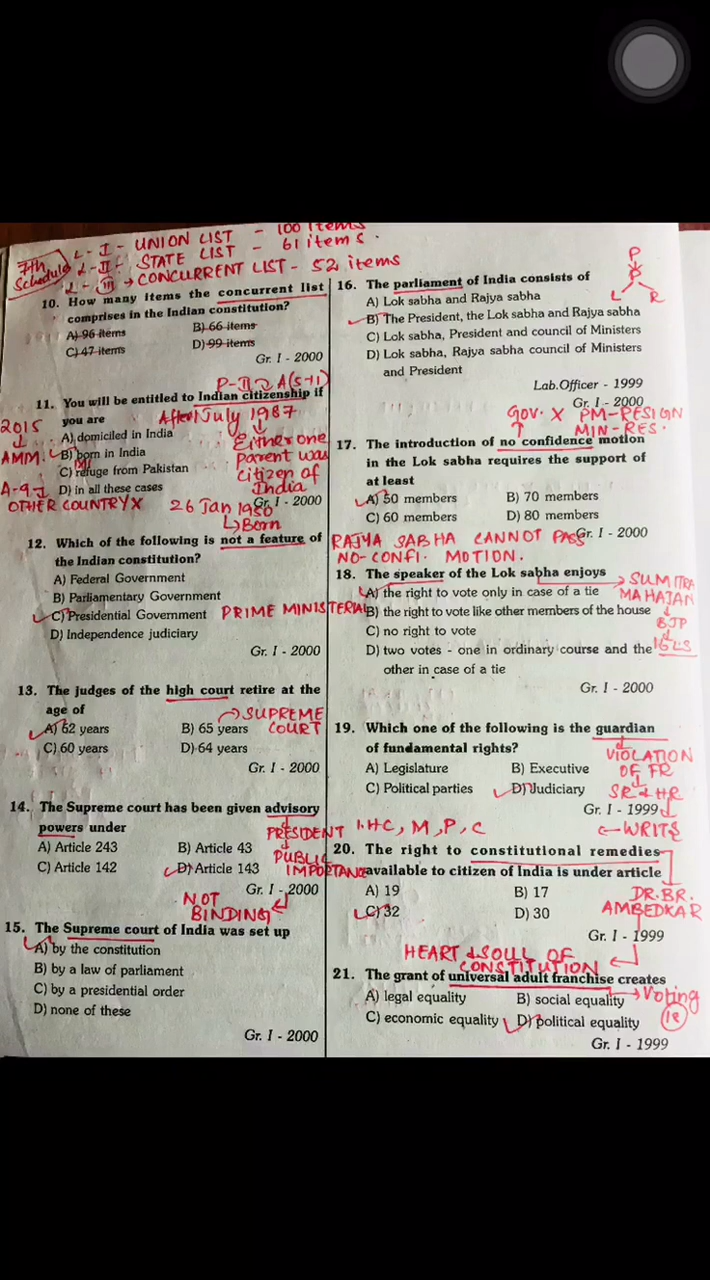 7th Schedule
L - I - UNION LIST - 100 items
L - II - STATE LIST - 61 items.
L - III → CONCURRENT LIST - 52 items
10. How many items the concurrent list
comprises in the Indian constitution?
A) 96 items B) 66 items
C) 47 items D) 99 items
Gr. I - 2000
P-II → A(5-11)
11. You will be entitled to Indian citizenship if
you are
After July 1987
Either one
parent was
citizen of
India
A) domiciled in India
B) born in India
C) refuge from Pakistan
D) in all these cases
Gr. I - 2000
2015
AMM.
A-9-I
OTHER COUNTRY X
26 Jan 1950
Born
12. Which of the following is not a feature of
the Indian constitution?
A) Federal Government
B) Parliamentary Government
C) Presidential Government PRIME MINISTERIAL
D) Independence judiciary
Gr. I - 2000
13. The judges of the high court retire at the
age of
SUPREME
COURT
A) 62 years B) 65 years
C) 60 years D) 64 years
Gr. I - 2000
14. The Supreme court has been given advisory
powers under
PRESIDENT
PUBLIC
IMPORTANCE
A) Article 243 B) Article 43
C) Article 142 D) Article 143
Gr. I - 2000
NOT
BINDING
15. The Supreme court of India was set up
A) by the constitution
B) by a law of parliament
C) by a presidential order
D) none of these
Gr. I - 2000
P
P
L R
16. The parliament of India consists of
A) Lok sabha and Rajya sabha
B) The President, the Lok sabha and Rajya sabha
C) Lok sabha, President and council of Ministers
D) Lok sabha, Rajya sabha council of Ministers
and President
Lab.Officer - 1999
Gr. I - 2000
GOV. X PM-RESIGN
MIN-RES.
17. The introduction of no confidence motion
in the Lok sabha requires the support of
at least
A) 50 members B) 70 members
C) 60 members D) 80 members
Gr. I - 2000
RAJYA SABHA CANNOT PASS
NO-CONFI. MOTION.
18. The speaker of the Lok sabha enjoys
SUMITRA
MAHAJAN
BJP
16 LS
A) the right to vote only in case of a tie
B) the right to vote like other members of the house
C) no right to vote
D) two votes - one in ordinary course and the
other in case of a tie
Gr. I - 2000
19. Which one of the following is the guardian
of fundamental rights?
VIOLATION
OF FR
A) Legislature B) Executive
C) Political parties D) Judiciary
Gr. I - 1999
1. HC, M, P, C
← WRITS
20. The right to constitutional remedies
available to citizen of India is under article
A) 19 B) 17
C) 32 D) 30
DR.BR.
AMBEDKAR
Gr. I - 1999
HEART & SOUL OF
CONSTITUTION
21. The grant of universal adult franchise creates
Voting
18
A) legal equality B) social equality
C) economic equality D) political equality
Gr. I - 1999